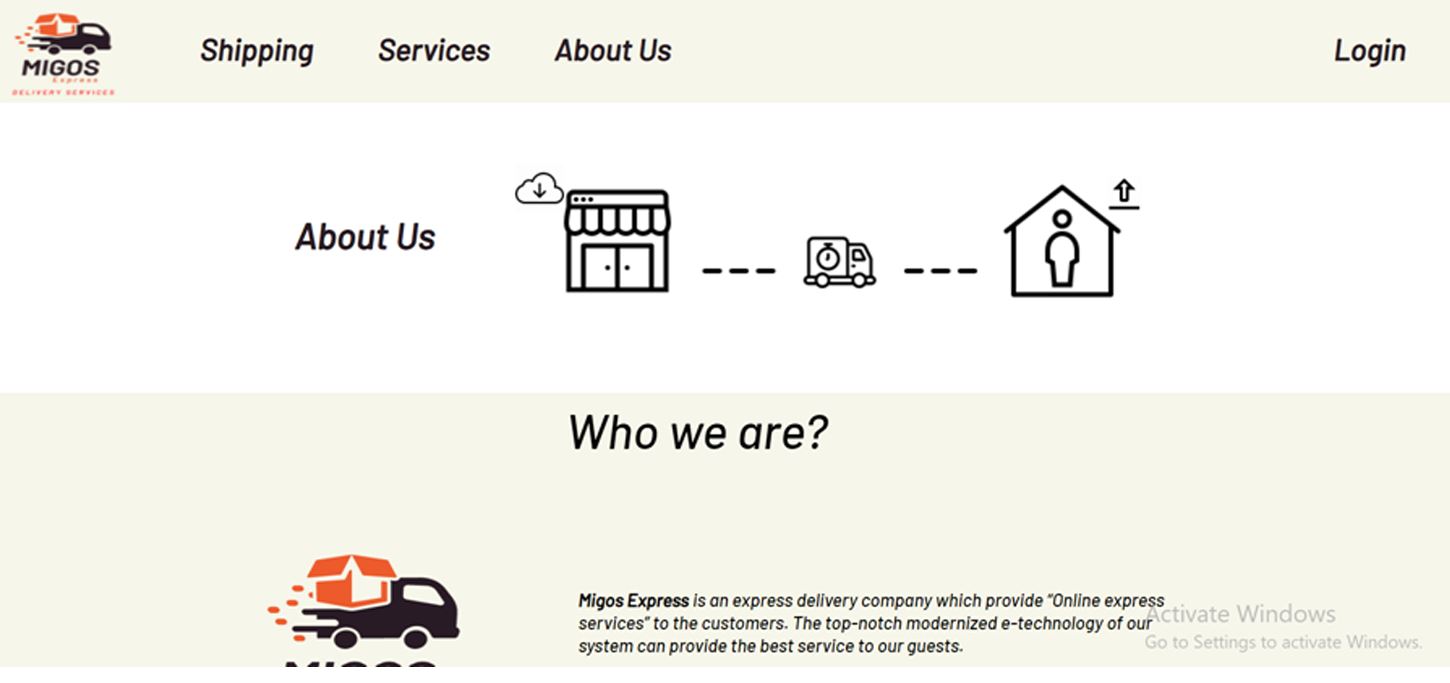 MIGOS
Express
DELIVERY SERVICES
Shipping
Services
About Us
Login
About Us
Who we are?
MIGOS
Migos Express is an express delivery company which provide "Online express
services" to the customers. The top-notch modernized e-technology of our
system can provide the best service to our guests.
Activate Windows
Go to Settings to activate Windows.